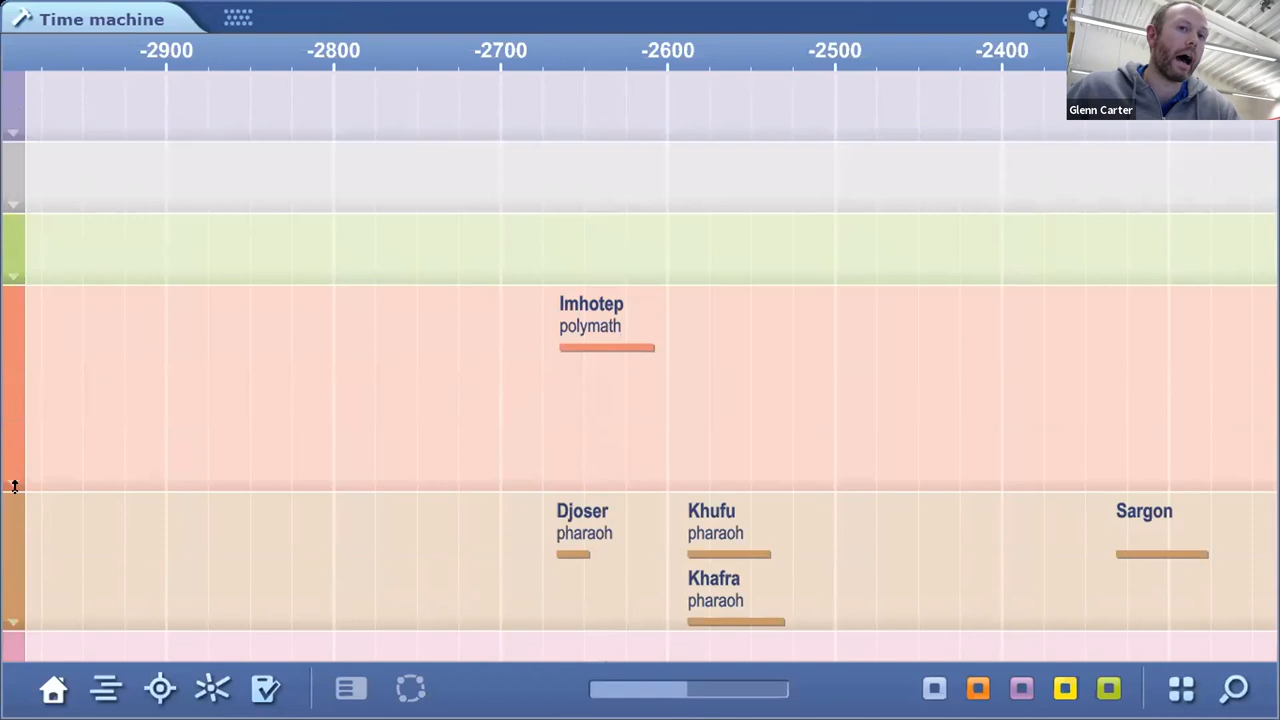 Time machine
-2900 -2800 -2700 -2600 -2500 -2400
Glenn Carter
Imhotep
polymath
Djoser Khufu Sargon
pharaoh pharaoh
Khafra
pharaoh